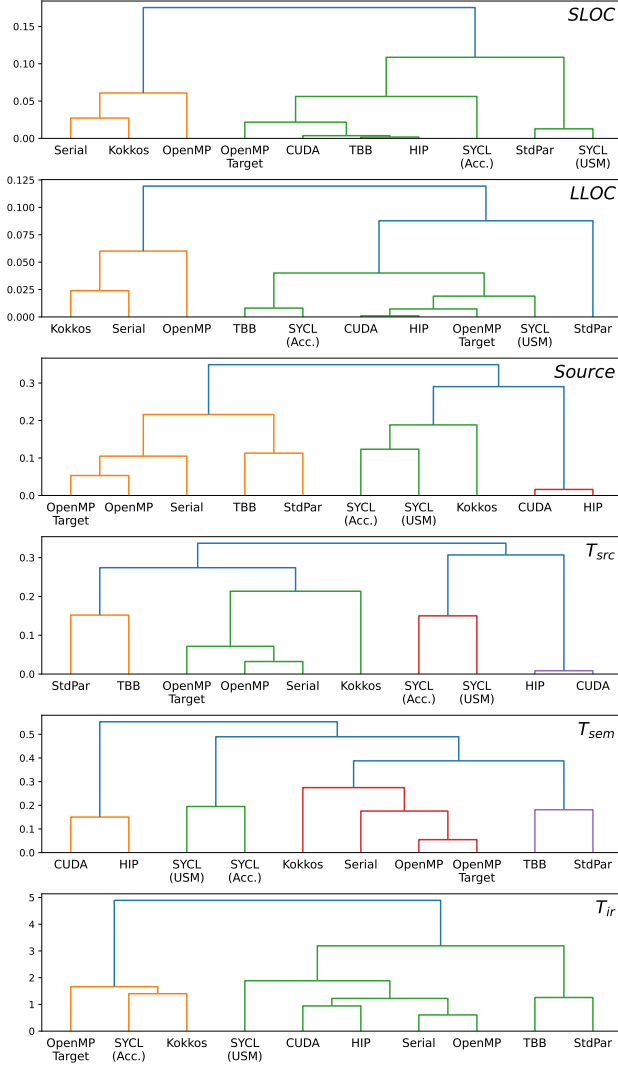 SLOC
0.15
0.10
0.05
0.00
Serial Kokkos OpenMP OpenMP Target CUDA TBB HIP SYCL (Acc.) StdPar SYCL (USM)
LLOC
0.125
0.100
0.075
0.050
0.025
0.000
Kokkos Serial OpenMP TBB SYCL (Acc.) CUDA HIP OpenMP Target SYCL (USM) StdPar
Source
0.3
0.2
0.1
0.0
OpenMP Target OpenMP Serial TBB StdPar SYCL (Acc.) SYCL (USM) Kokkos CUDA HIP
T_src
0.3
0.2
0.1
0.0
StdPar TBB OpenMP Target OpenMP Serial Kokkos SYCL (Acc.) SYCL (USM) HIP CUDA
T_sem
0.5
0.4
0.3
0.2
0.1
0.0
CUDA HIP SYCL (USM) SYCL (Acc.) Kokkos Serial OpenMP OpenMP Target TBB StdPar
T_ir
5
4
3
2
1
0
OpenMP Target SYCL (Acc.) Kokkos SYCL (USM) CUDA HIP Serial OpenMP TBB StdPar